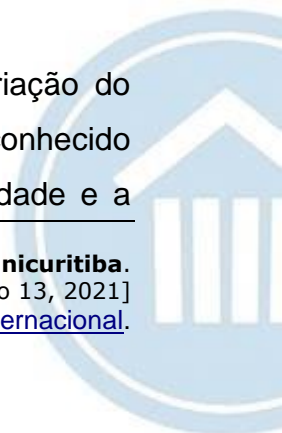 riação do
onhecido
dade e a
nicuritiba.
o 13, 2021]
ernacional.